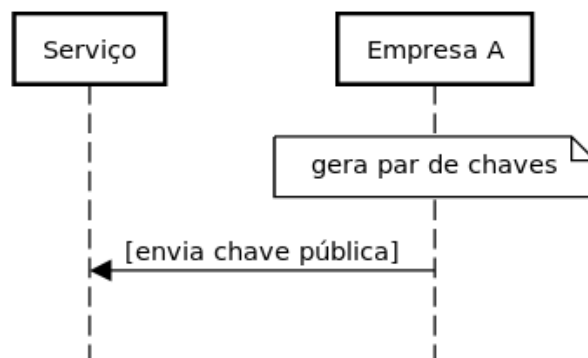 Serviço
Empresa A
gera par de chaves
[envia chave pública]